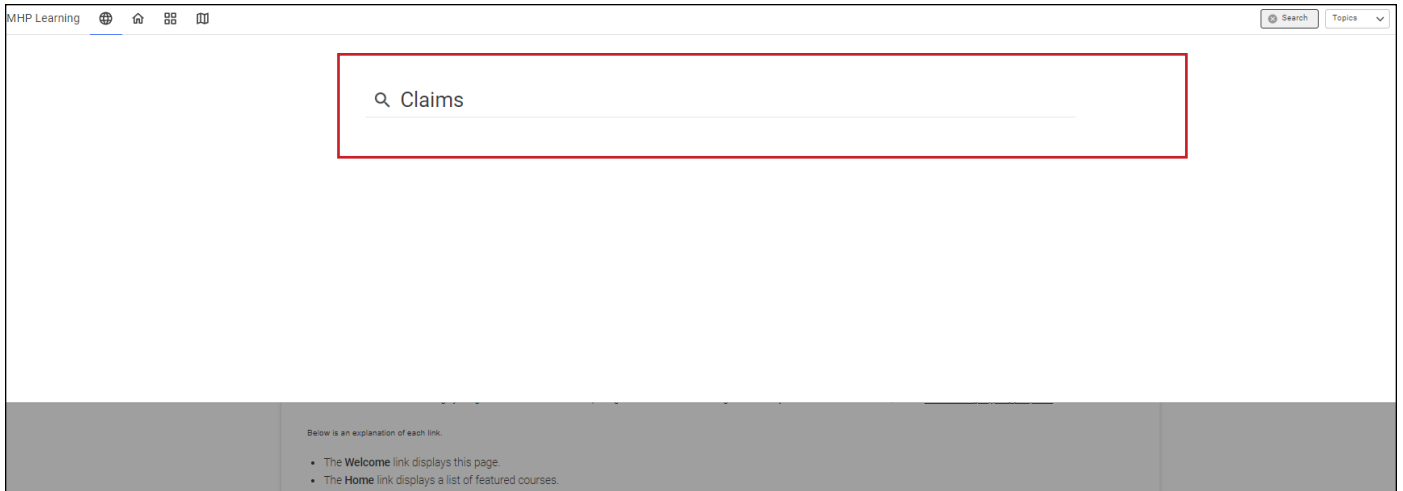 MHP Learning
Search
Topics
Claims
Below is an explanation of each link.
• The Welcome link displays this page.
• The Home link displays a list of featured courses.